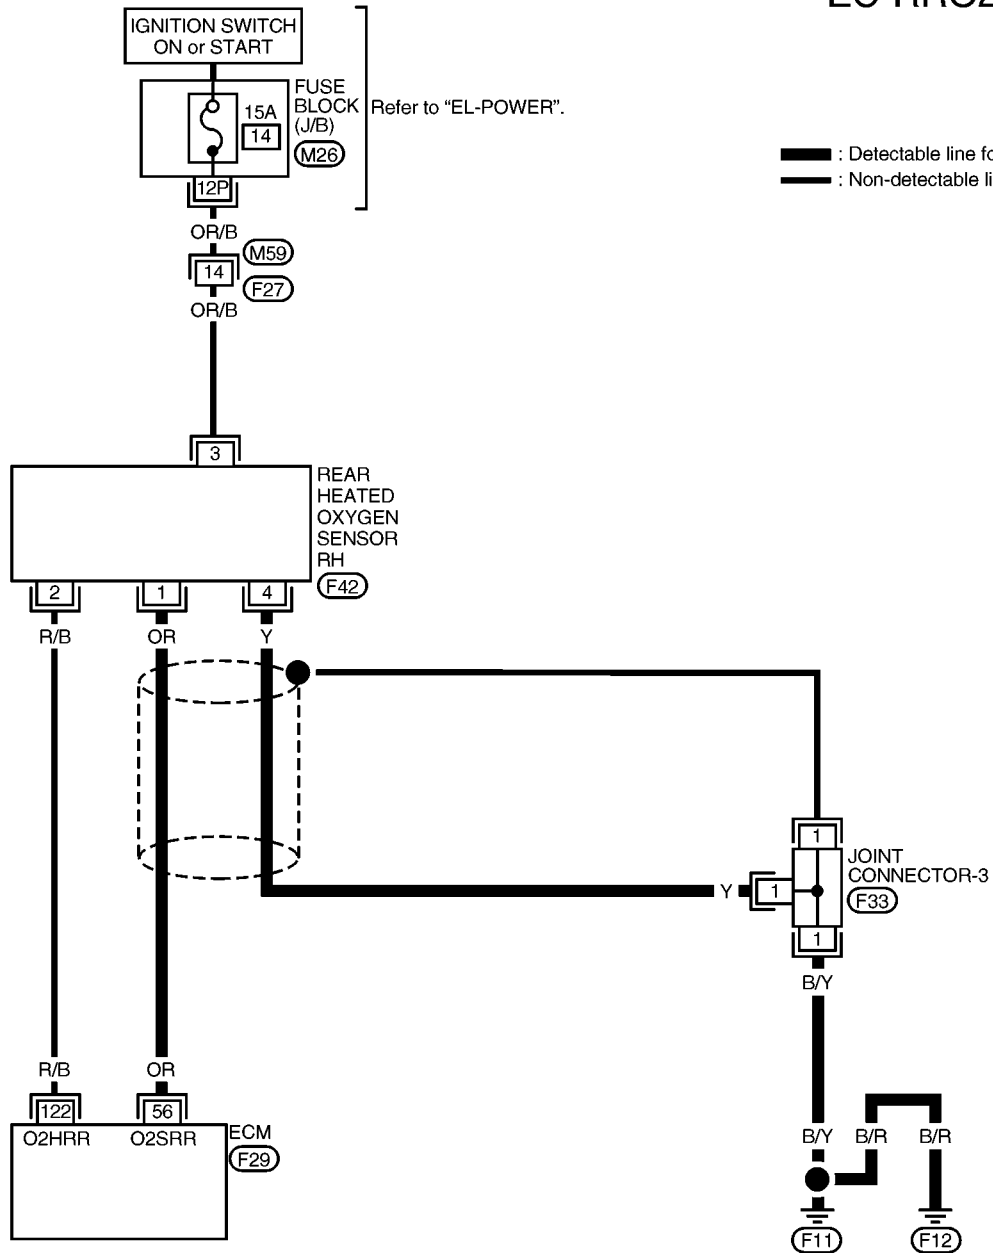 IGNITION SWITCH
ON or START
FUSE
BLOCK
(J/B)
Refer to "EL-POWER".
15A
14
M26
12P
: Detectable line fo
: Non-detectable li
OR/B
M59
14
F27
OR/B
3
REAR
HEATED
OXYGEN
SENSOR
RH
F42
2
1
4
R/B
OR
Y
1
JOINT
CONNECTOR-3
F33
Y
1
1
B/Y
R/B
OR
122
56
O2HRR
O2SRR
ECM
F29
B/Y
B/R
B/R
F11
F12